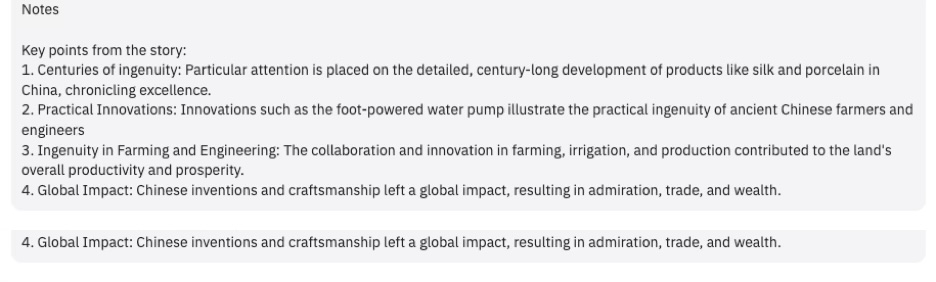 Notes
Key points from the story:
1. Centuries of ingenuity: Particular attention is placed on the detailed, century-long development of products like silk and porcelain in
China, chronicling excellence.
2. Practical Innovations: Innovations such as the foot-powered water pump illustrate the practical ingenuity of ancient Chinese farmers and
engineers
3. Ingenuity in Farming and Engineering: The collaboration and innovation in farming, irrigation, and production contributed to the land's
overall productivity and prosperity.
4. Global Impact: Chinese inventions and craftsmanship left a global impact, resulting in admiration, trade, and wealth.
4. Global Impact: Chinese inventions and craftsmanship left a global impact, resulting in admiration, trade, and wealth.